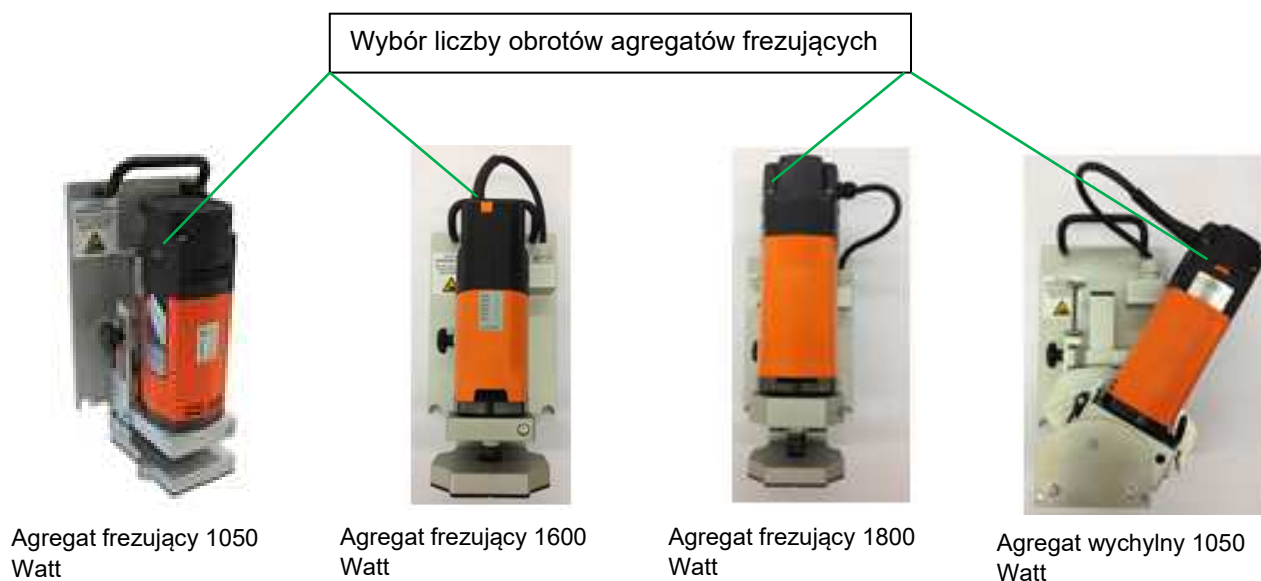 Wybór liczby obrotów agregatów frezujących
Agregat frezujący 1050
Watt
Agregat frezujący 1600
Watt
Agregat frezujący 1800
Watt
Agregat wychylny 1050
Watt